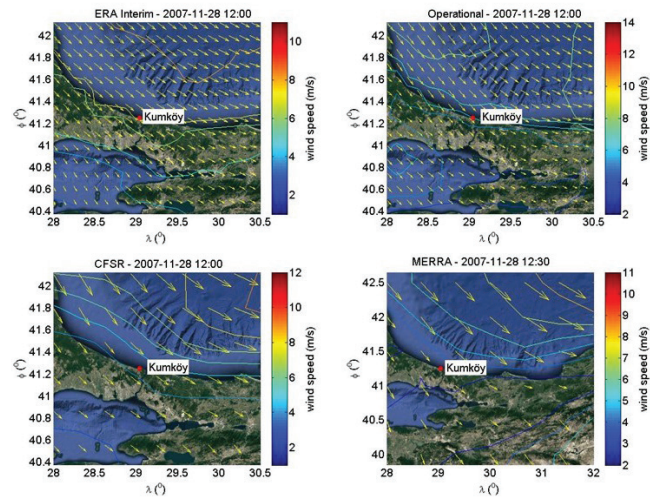 ERA Interim - 2007-11-28 12:00
42
41.8
41.6
41.4
41.2
41
40.8
40.6
40.4
φ (°)
Kumköy
28 28.5 29 29.5 30 30.5
λ (°)
10
8
6
4
2
wind speed (m/s)
Operational - 2007-11-28 12:00
42
41.8
41.6
41.4
41.2
41
40.8
40.6
40.4
φ (°)
Kumköy
28 28.5 29 29.5 30 30.5
λ (°)
14
12
10
8
6
4
2
wind speed (m/s)
CFSR - 2007-11-28 12:00
42
41.8
41.6
41.4
41.2
41
40.8
40.6
40.4
φ (°)
Kumköy
28 28.5 29 29.5 30 30.5
λ (°)
12
10
8
6
4
2
0
wind speed (m/s)
MERRA - 2007-11-28 12:30
42.5
42
41.5
41
40.5
40
39.5
φ (°)
Kumköy
28 29 30 31 32
λ (°)
11
10
9
8
7
6
5
4
3
2
wind speed (m/s)